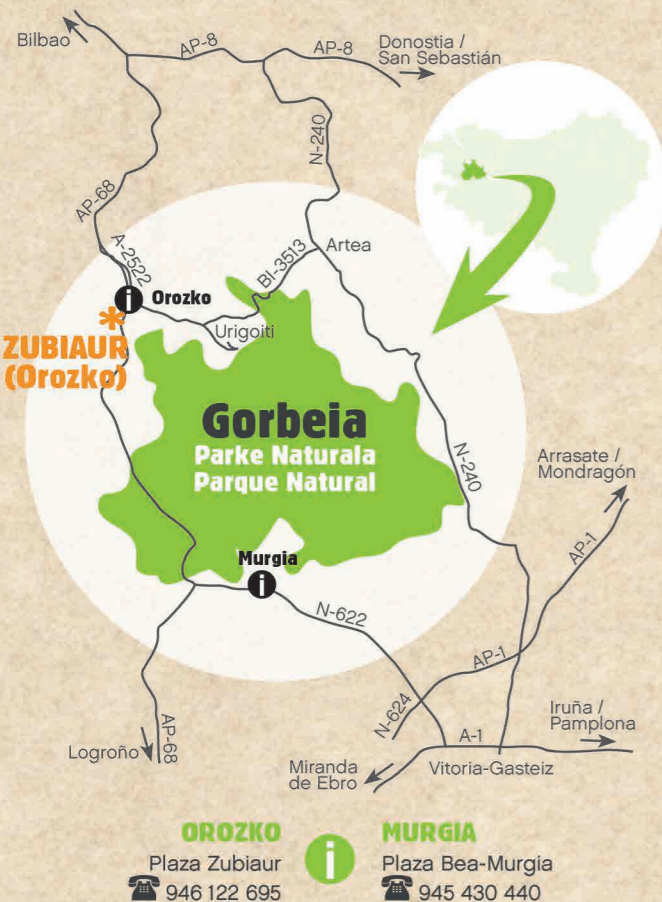 Bilbao
AP-8
AP-8
Donostia /
San Sebastián
N-240
AP-68
A-2522
BI-3513
Artea
i
Orozko
Urigoiti
*
ZUBIAUR
(Orozko)
Gorbeia
Parke Naturala
Parque Natural
N-240
Arrasate /
Mondragón
AP-1
Murgia
i
N-622
AP-1
N-624
Iruña /
Pamplona
A-1
AP-68
Logroño
Miranda
de Ebro
Vitoria-Gasteiz
OROZKO
Plaza Zubiaur
946 122 695
i
MURGIA
Plaza Bea-Murgia
945 430 440